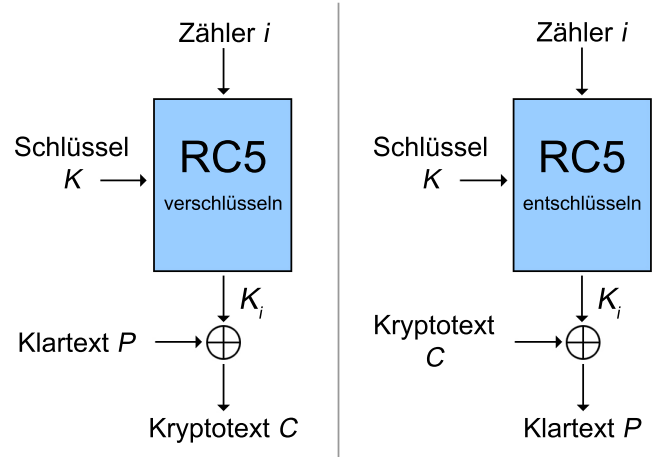 Zähler i
Schlüssel
K
RC5
verschlüsseln
K_i
Klartext P
Kryptotext C
Zähler i
Schlüssel
K
RC5
entschlüsseln
K_i
Kryptotext
C
Klartext P